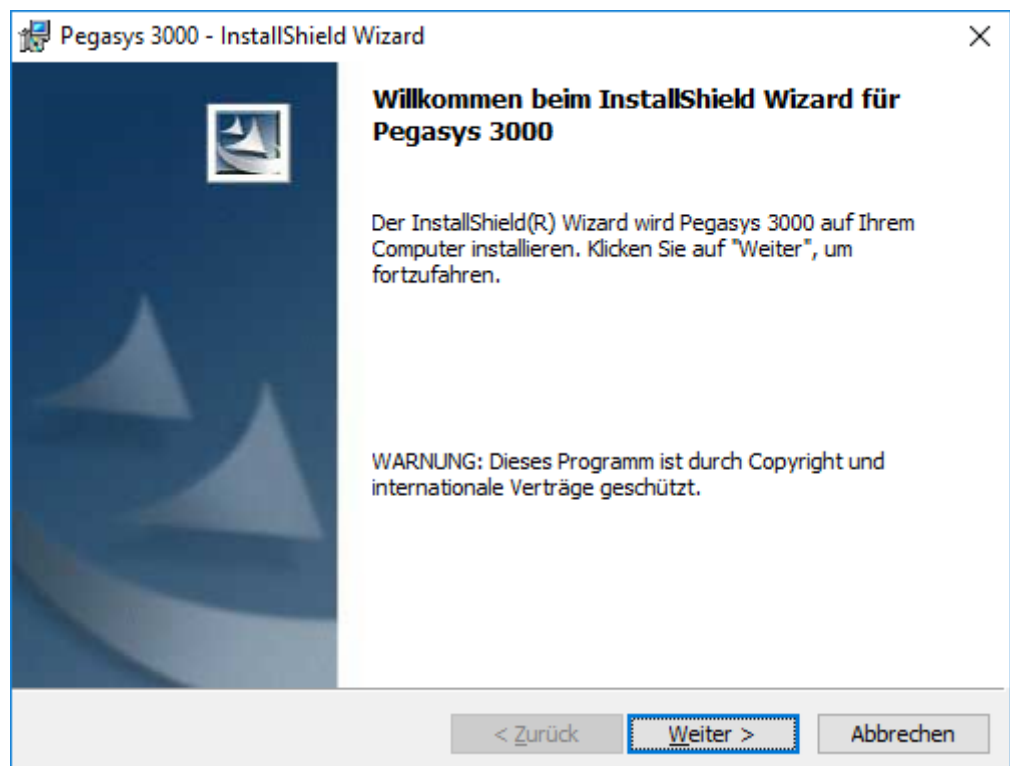 Pegasys 3000 - InstallShield Wizard
Willkommen beim InstallShield Wizard für
Pegasys 3000
Der InstallShield(R) Wizard wird Pegasys 3000 auf Ihrem
Computer installieren. Klicken Sie auf "Weiter", um
fortzufahren.
WARNUNG: Dieses Programm ist durch Copyright und
internationale Verträge geschützt.
< Zurück
Weiter >
Abbrechen